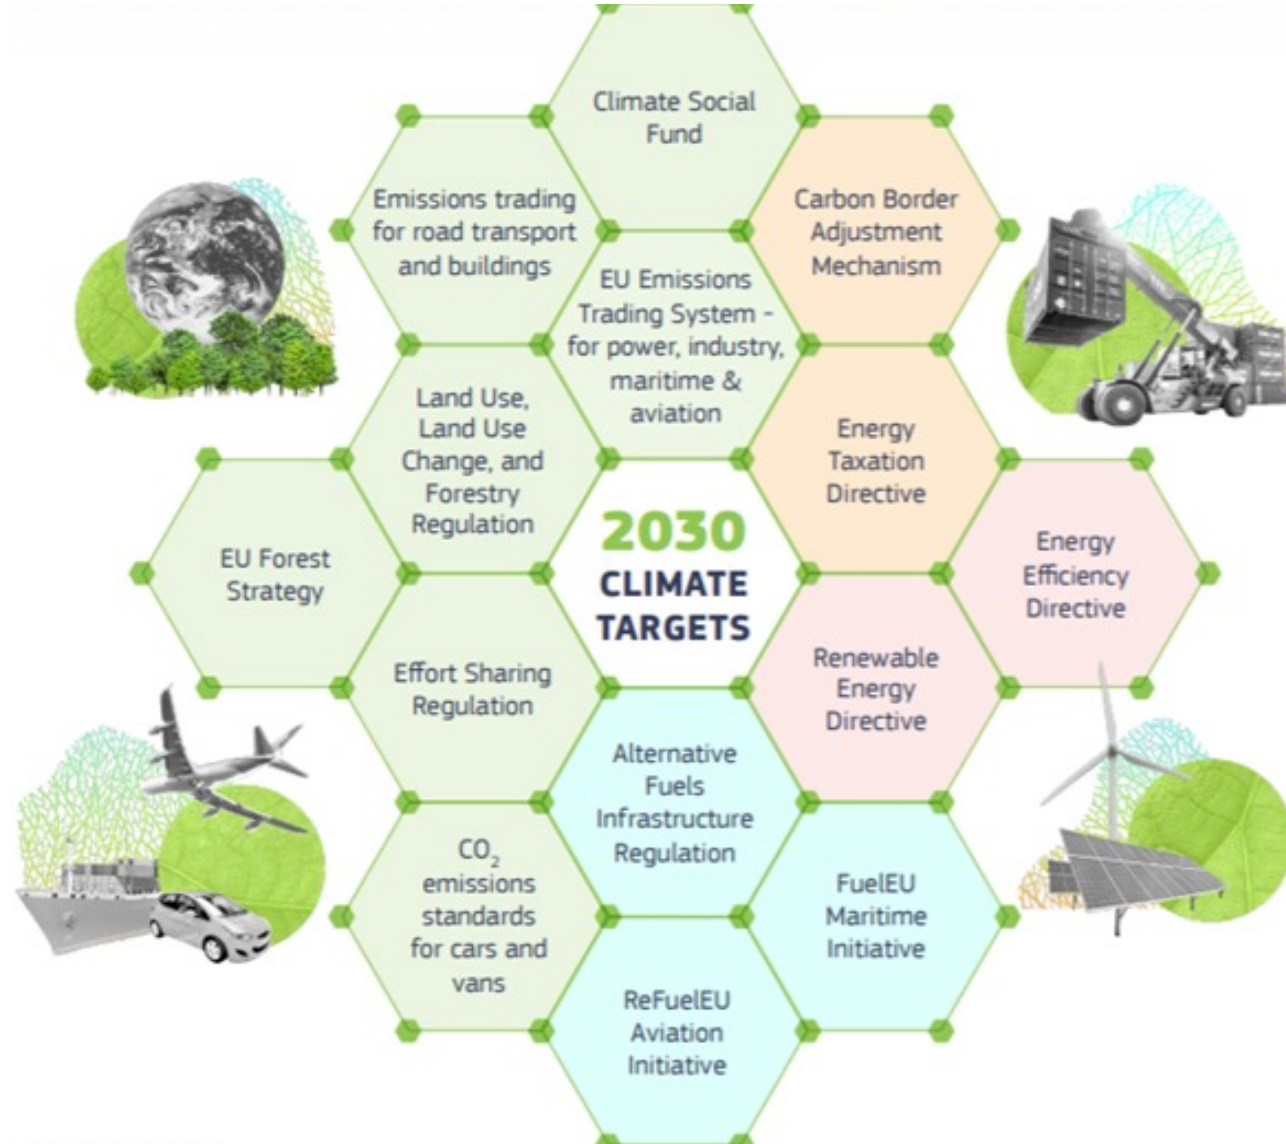 Climate Social
Fund
Emissions trading
for road transport
and buildings
Carbon Border
Adjustment
Mechanism
EU Emissions
Trading System -
for power, industry,
maritime &
aviation
Land Use,
Land Use
Change, and
Forestry
Regulation
Energy
Taxation
Directive
2030
CLIMATE
TARGETS
EU Forest
Strategy
Energy
Efficiency
Directive
Effort Sharing
Regulation
Renewable
Energy
Directive
Alternative
Fuels
Infrastructure
Regulation
CO₂
emissions
standards
for cars and
vans
FuelEU
Maritime
Initiative
ReFuelEU
Aviation
Initiative